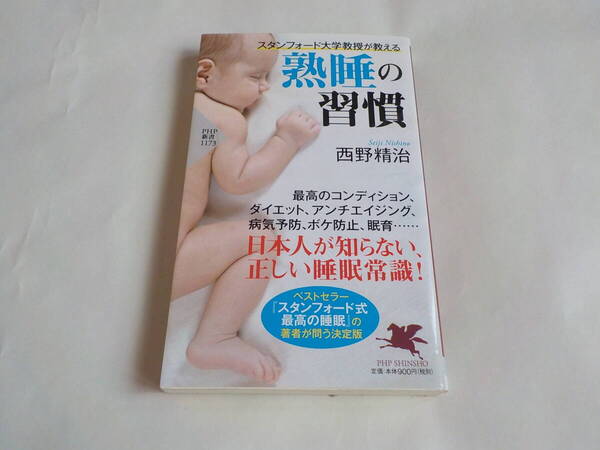 スタンフォード大学教授が教える
熟睡の
習慣
PHP
新書
1173
Seiji Nishino
西野精治
最高のコンディション、
ダイエット、アンチエイジング、
病気予防、ボケ防止、眠育……
日本人が知らない、
正しい睡眠常識！
ベストセラー
『スタンフォード式
最高の睡眠』の
著者が問う決定版
PHP SHINSHO
定価:本体900円(税別)